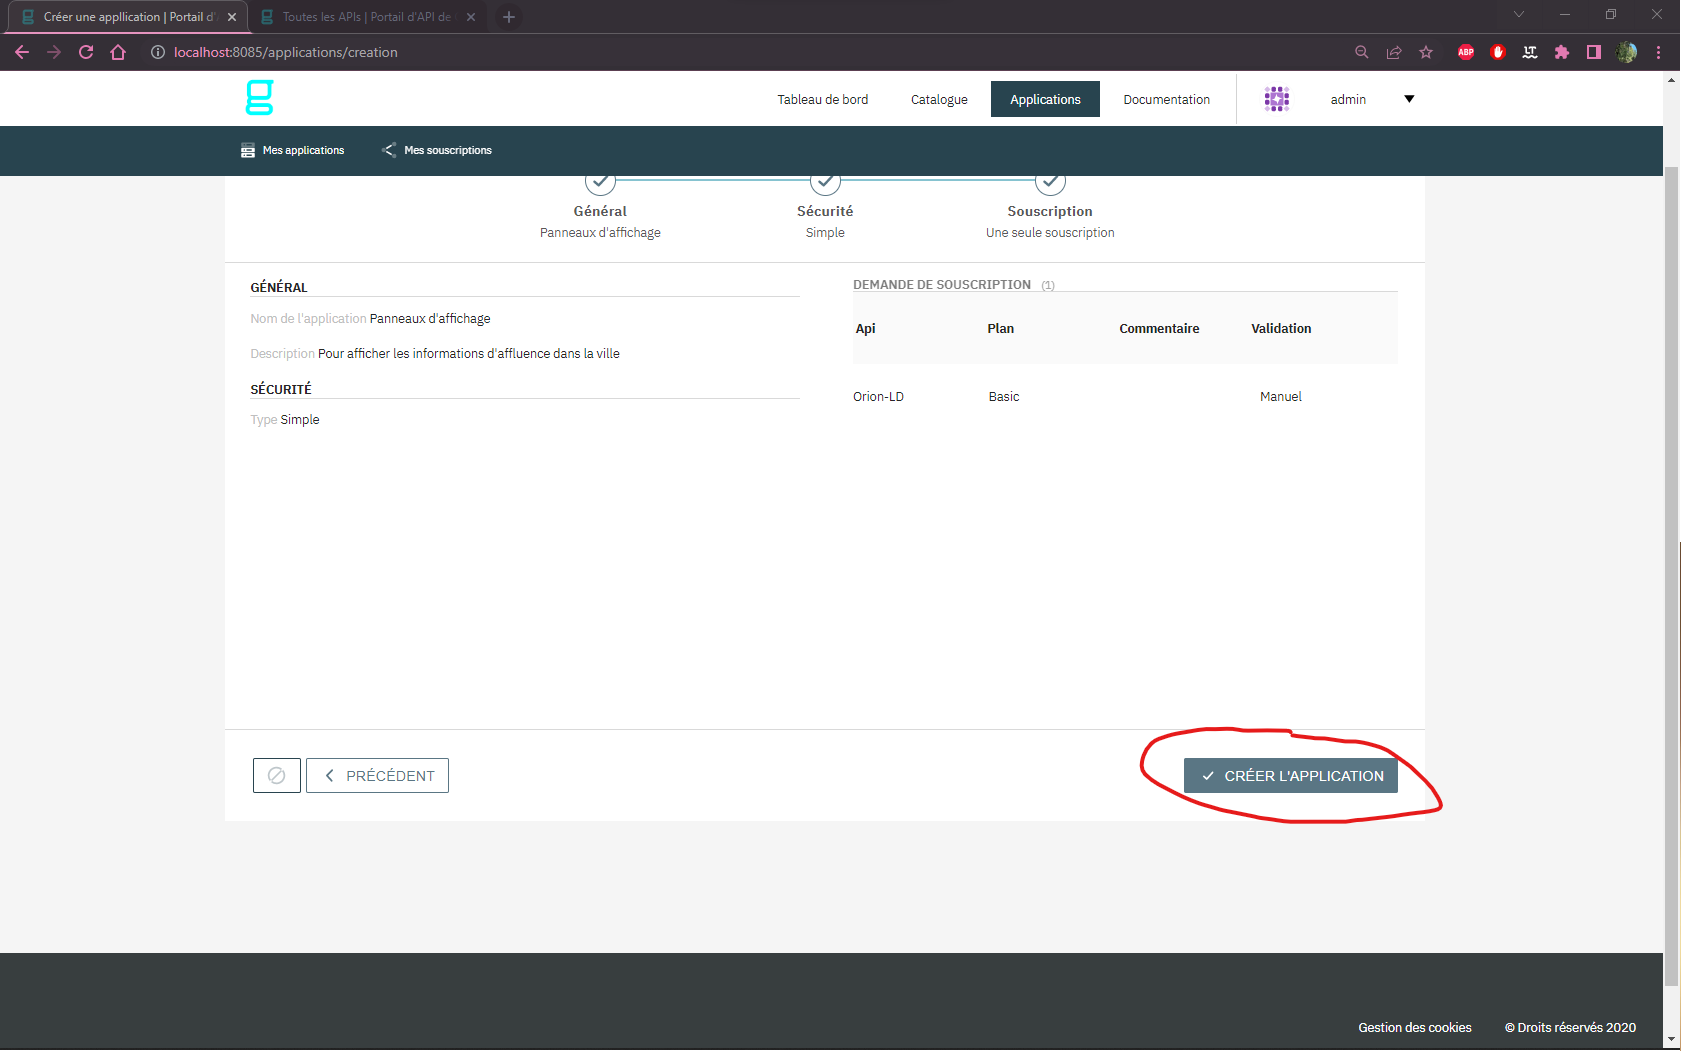 Créer une appllication | Portail d'
Toutes les APIs | Portail d'API de
localhost:8085/applications/creation
ABP
LT
g
Tableau de bord
Catalogue
Applications
Documentation
admin
Mes applications
Mes souscriptions
Général
Sécurité
Souscription
Panneaux d'affichage
Simple
Une seule souscription
GÉNÉRAL
Nom de l'application Panneaux d'affichage
Description Pour afficher les informations d'affluence dans la ville
SÉCURITÉ
Type Simple
DEMANDE DE SOUSCRIPTION (1)
Api Plan Commentaire Validation
Orion-LD Basic Manuel
PRÉCÉDENT
CRÉER L'APPLICATION
Gestion des cookies
© Droits réservés 2020